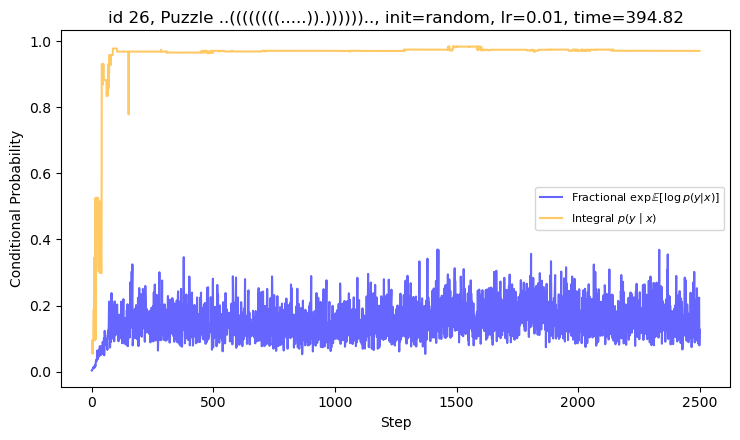 id 26, Puzzle ..((((((((.....)).)))))).., init=random, lr=0.01, time=394.82
Conditional Probability
1.0
0.8
0.6
0.4
0.2
0.0
Fractional exp𝔼[log p(y|x)]
Integral p(y | x)
0
500
1000
1500
2000
2500
Step